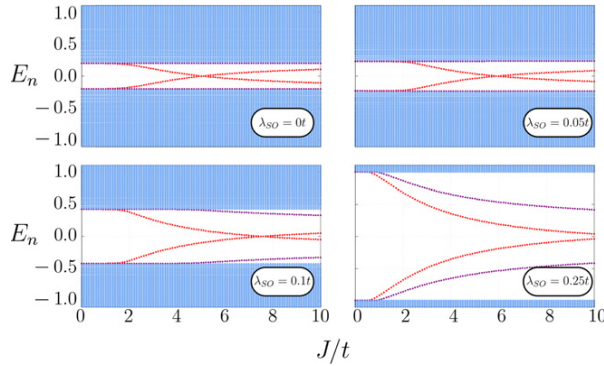 1.0
0.5
E_n 0.0
−0.5
−1.0
λ_SO = 0t
λ_SO = 0.05t
1.0
0.5
E_n 0.0
−0.5
−1.0
λ_SO = 0.1t
λ_SO = 0.25t
0 2 4 6 8 10 0 2 4 6 8 10
J/t